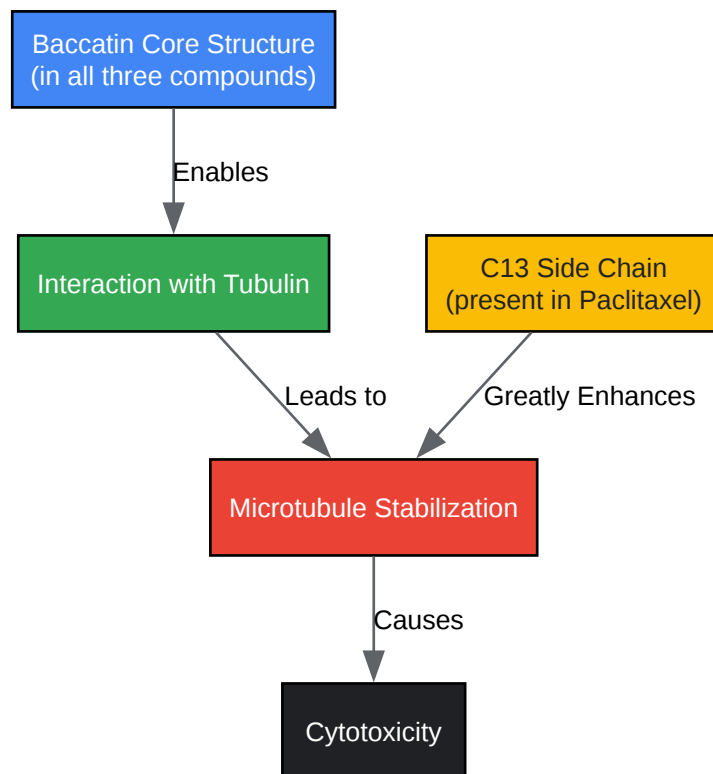 Baccatin Core Structure
(in all three compounds)
Enables
Interaction with Tubulin
C13 Side Chain
(present in Paclitaxel)
Leads to
Greatly Enhances
Microtubule Stabilization
Causes
Cytotoxicity